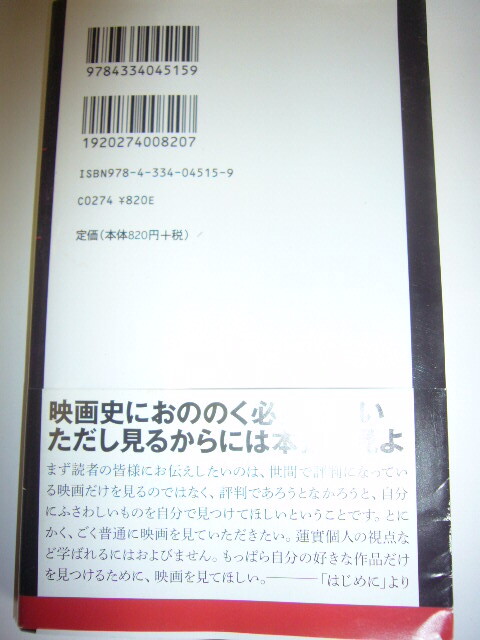 9784334045159
1920274008207
ISBN978-4-334-04515-9
C0274 ¥820E
定価(本体820円+税)
映画史におののく必 い
ただし見るからには本 よ
まず読者の皆様にお伝えしたいのは、世間で評判になっている映画だけを見るのではなく、評判であろうとなかろうと、自分にふさわしいものを自分で見つけてほしいということです。とにかく、ごく普通に映画を見ていただきたい。蓮實個人の視点など学ばれるにはおよびません。もっぱら自分の好きな作品だけを見つけるために、映画を見てほしい。――「はじめに」より